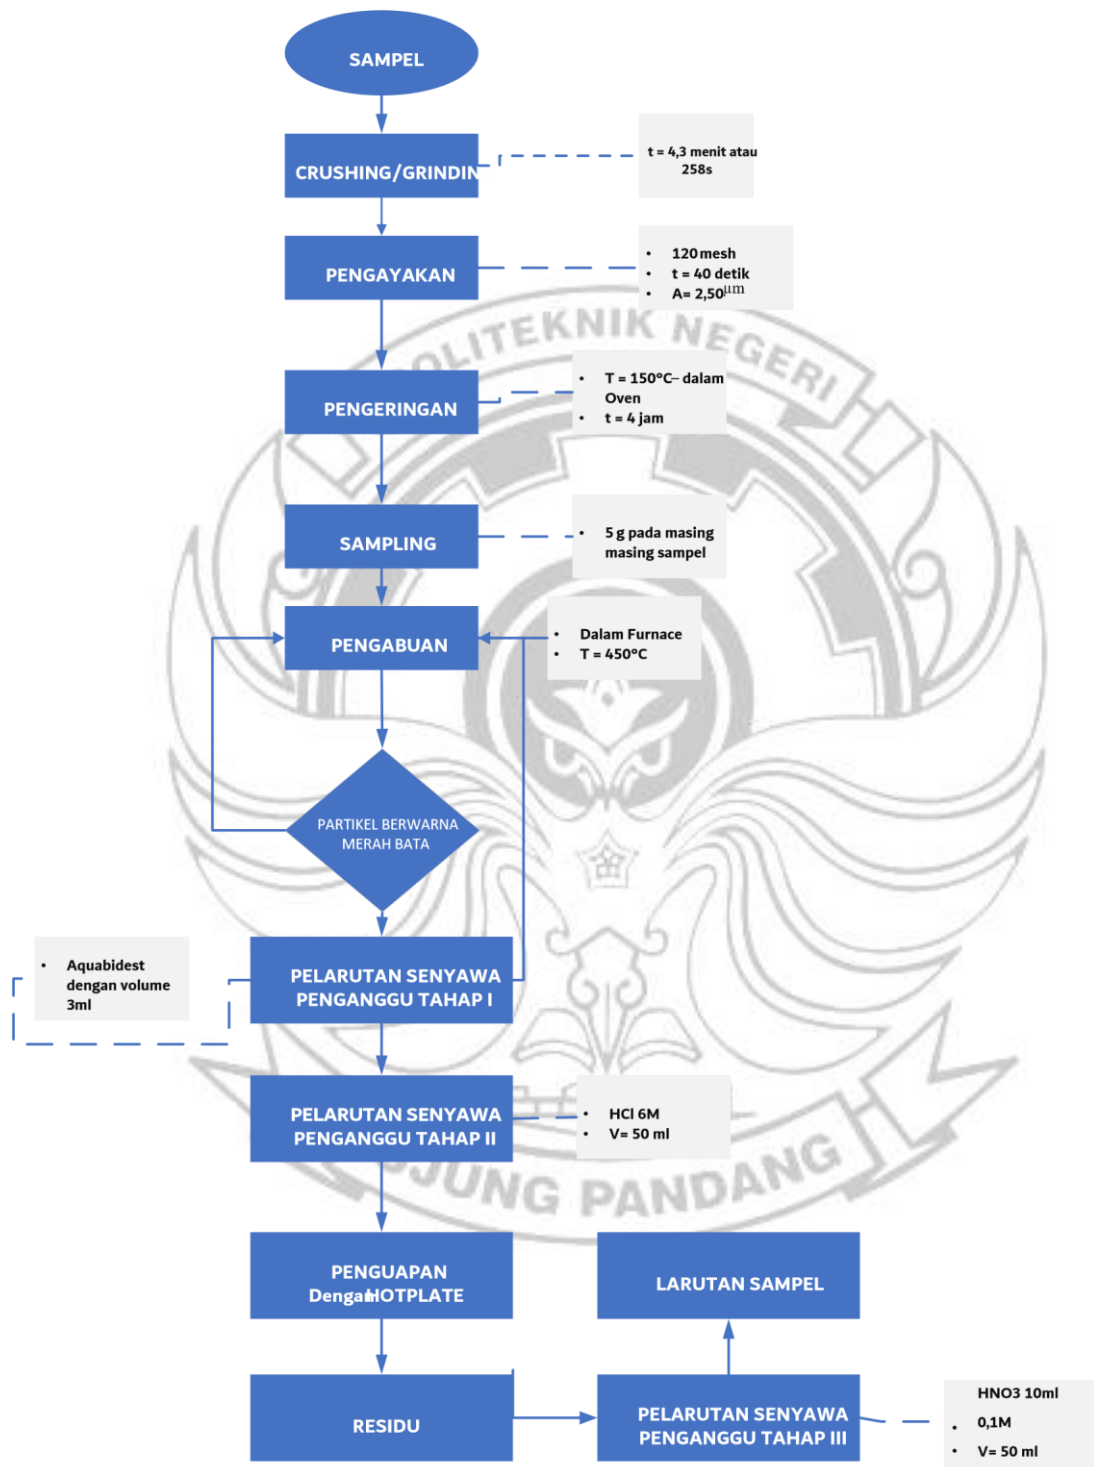 SAMPEL
CRUSHING/GRINDIN
t = 4,3 menit atau
258s
PENGAYAKAN
• 120 mesh
• t = 40 detik
• A= 2,50μm
POLITEKNIK NEGERI
PENGERINGAN
• T = 150°C– dalam
Oven
• t = 4 jam
SAMPLING
• 5 g pada masing
masing sampel
PENGABUAN
• Dalam Furnace
• T = 450°C
PARTIKEL BERWARNA
MERAH BATA
• Aquabidest
dengan volume
3ml
PELARUTAN SENYAWA
PENGANGGU TAHAP I
PELARUTAN SENYAWA
PENGANGGU TAHAP II
• HCl 6M
• V= 50 ml
UJUNG PANDANG
PENGUAPAN
Dengan HOTPLATE
LARUTAN SAMPEL
RESIDU
PELARUTAN SENYAWA
PENGANGGU TAHAP III
HNO3 10ml
• 0,1M
• V= 50 ml